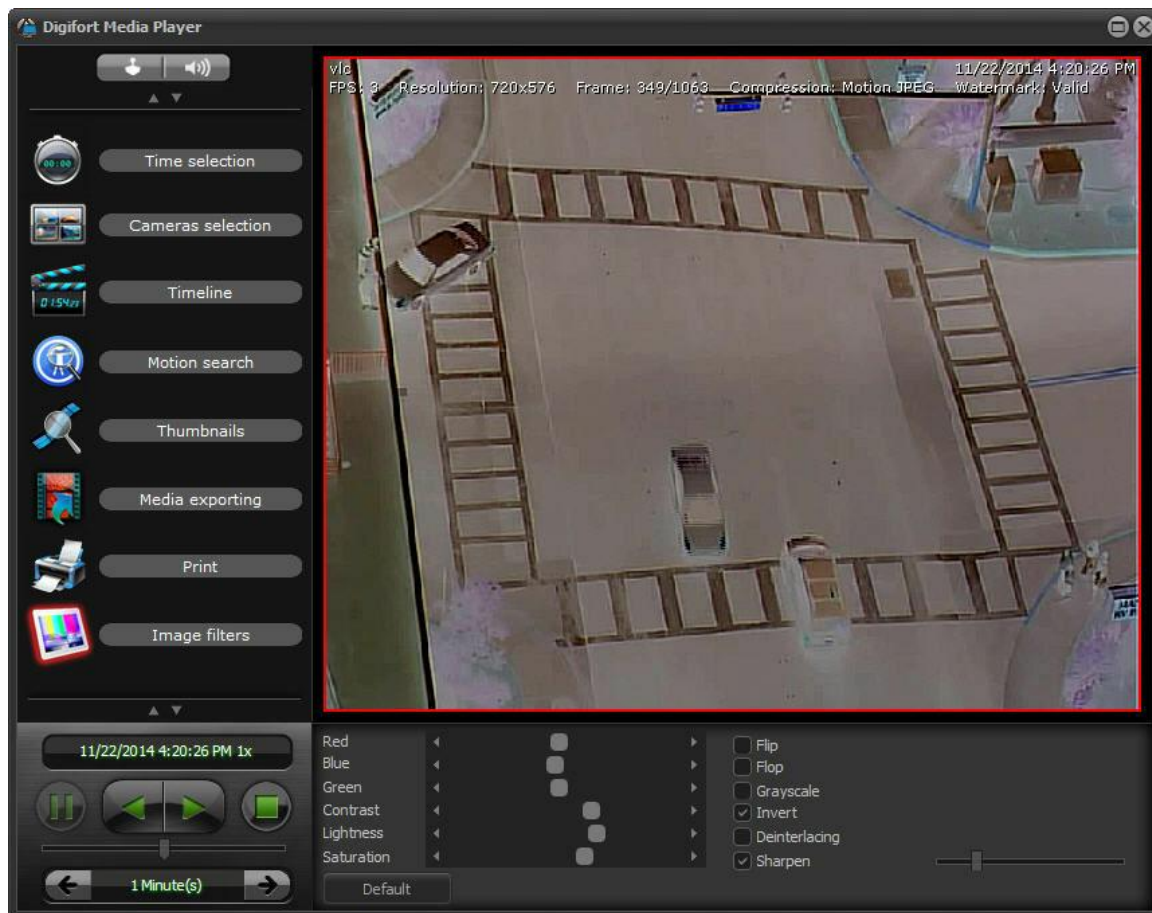 Digifort Media Player
vlc
11/22/2014 4:20:26 PM
FPS: 3 Resolution: 720x576 Frame: 349/1063 Compression: Motion JPEG Watermark: Valid
00:00
Time selection
Cameras selection
Timeline
Motion search
Thumbnails
Media exporting
Print
Image filters
11/22/2014 4:20:26 PM 1x
1 Minute(s)
Red
Blue
Green
Contrast
Lightness
Saturation
Default
Flip
Flop
Grayscale
Invert
Deinterlacing
Sharpen